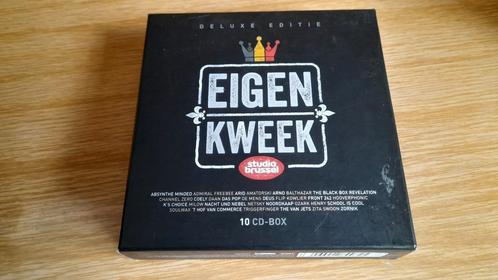 DELUXE EDITIE
EIGEN
KWEEK
studio
brussel
ABSYNTHE MINDED ADMIRAL FREEBEE ARID AMATORSKI ARNO BALTHAZAR THE BLACK BOX REVELATION
CHANNEL ZERO COELY DAAN DAS POP DE MENS DEUS FLIP KOWLIER FRONT 242 HOOVERPHONIC
K'S CHOICE MILOW NACHT UND NEBEL NETSKY NOORDKAAP OZARK HENRY SCHOOL IS COOL
SOULWAX 'T HOF VAN COMMERCE TRIGGERFINGER THE VAN JETS ZITA SWOON ZORNIK
10 CD-BOX